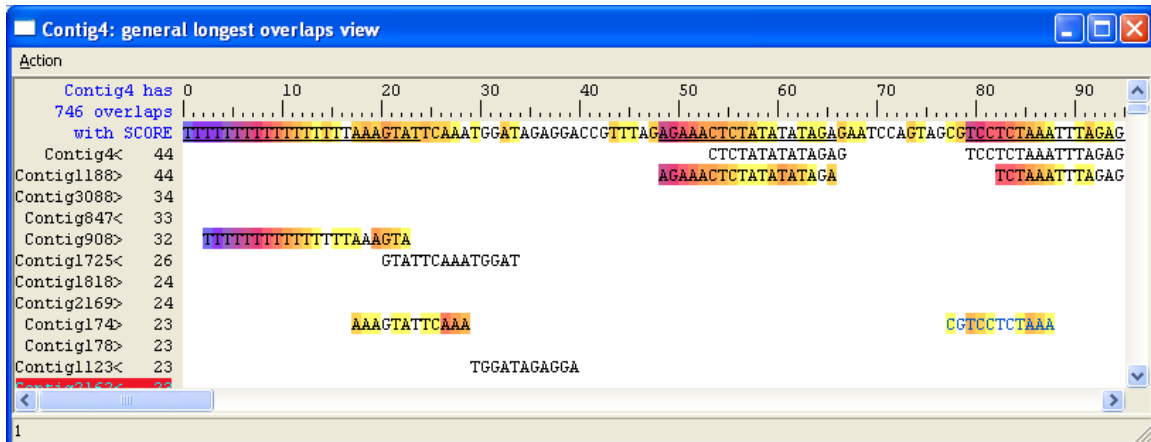 Contig4: general longest overlaps view
Action
Contig4 has 0 10 20 30 40 50 60 70 80 90
746 overlaps
with SCORE TTTTTTTTTTTTTTTTTAAAGTATTCAAATGGATAGAGGACCGTTTAGAGAAACTCTATATATAGAGAATCCAGTAGCGTCCTCTAAATTTAGAG
Contig4< 44 CTCTATATATAGAG TCCTCTAAATTTAGAG
Contig1188> 44 AGAAACTCTATATATAGA TCTAAATTTAGAG
Contig3088> 34
Contig847< 33
Contig908> 32 TTTTTTTTTTTTTTTAAAGTA
Contig1725< 26 GTATTCAAATGGAT
Contig1818< 24
Contig2169> 24
Contig174> 23 AAAGTATTCAAA CGTCCTCTAAA
Contig178> 23
Contig1123< 23 TGGATAGAGGA
1